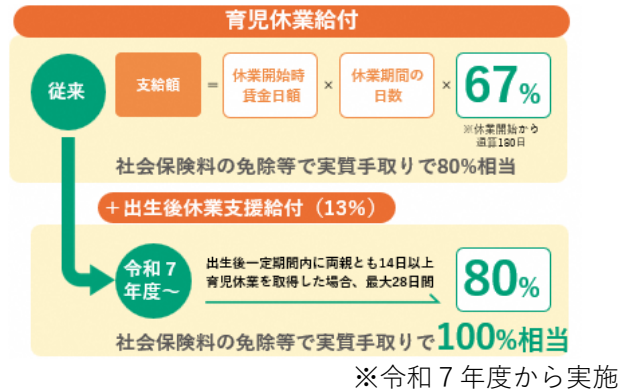 育児休業給付
従来
支給額 = 休業開始時賃金日額 × 休業期間の日数 × 67%
※休業開始から
通算180日
社会保険料の免除等で実質手取りで80%相当
＋出生後休業支援給付（13%）
令和７
年度～
出生後一定期間内に両親とも14日以上
育児休業を取得した場合、最大28日間
80%
社会保険料の免除等で実質手取りで100%相当
※令和７年度から実施